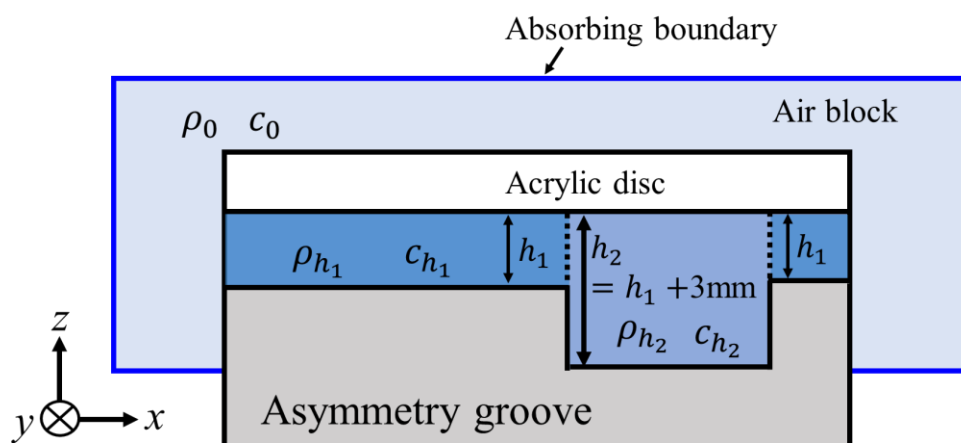 Absorbing boundary
ρ₀ c₀
Air block
Acrylic disc
ρₕ₁ cₕ₁
h₁
h₂
= h₁ +3mm
ρₕ₂ cₕ₂
h₁
Asymmetry groove
z
y
x